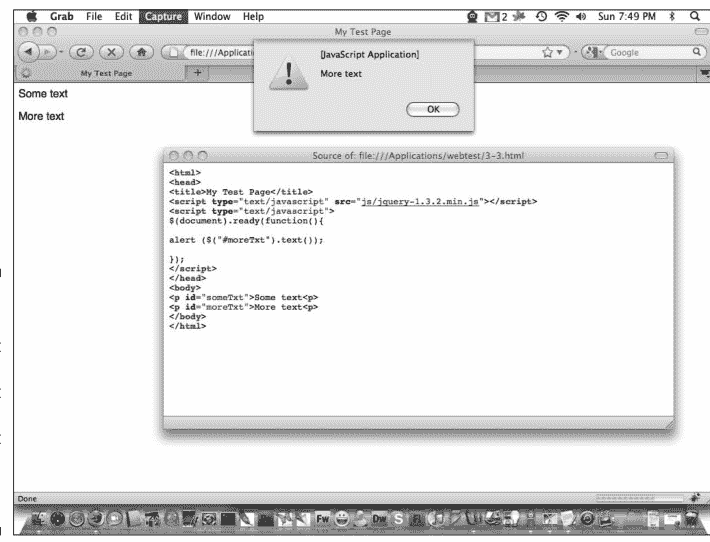 Grab File Edit Capture Window Help 2 Sun 7:49 PM
My Test Page
file:///Applicati
Google
My Test Page
[JavaScript Application]
More text
OK
Some text
More text
Source of: file:///Applications/webtest/3-3.html
<html>
<head>
<title>My Test Page</title>
<script type="text/javascript" src="js/jquery-1.3.2.min.js"></script>
<script type="text/javascript">
$(document).ready(function(){
alert ($("#moreTxt").text());
});
</script>
</head>
<body>
<p id="someTxt">Some text<p>
<p id="moreTxt">More text<p>
</body>
</html>
Done
Fw Dw S